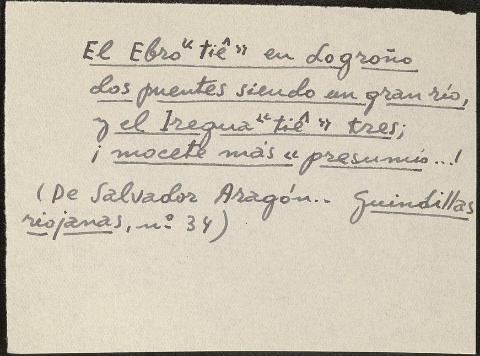 El Ebro "tiê" en Logroño
dos puentes siendo un gran río,
y el Iregua "tiê" tres;
¡mocete más "presumío...!
(De Salvador Aragón.. Guindillas
riojanas, nº 34)